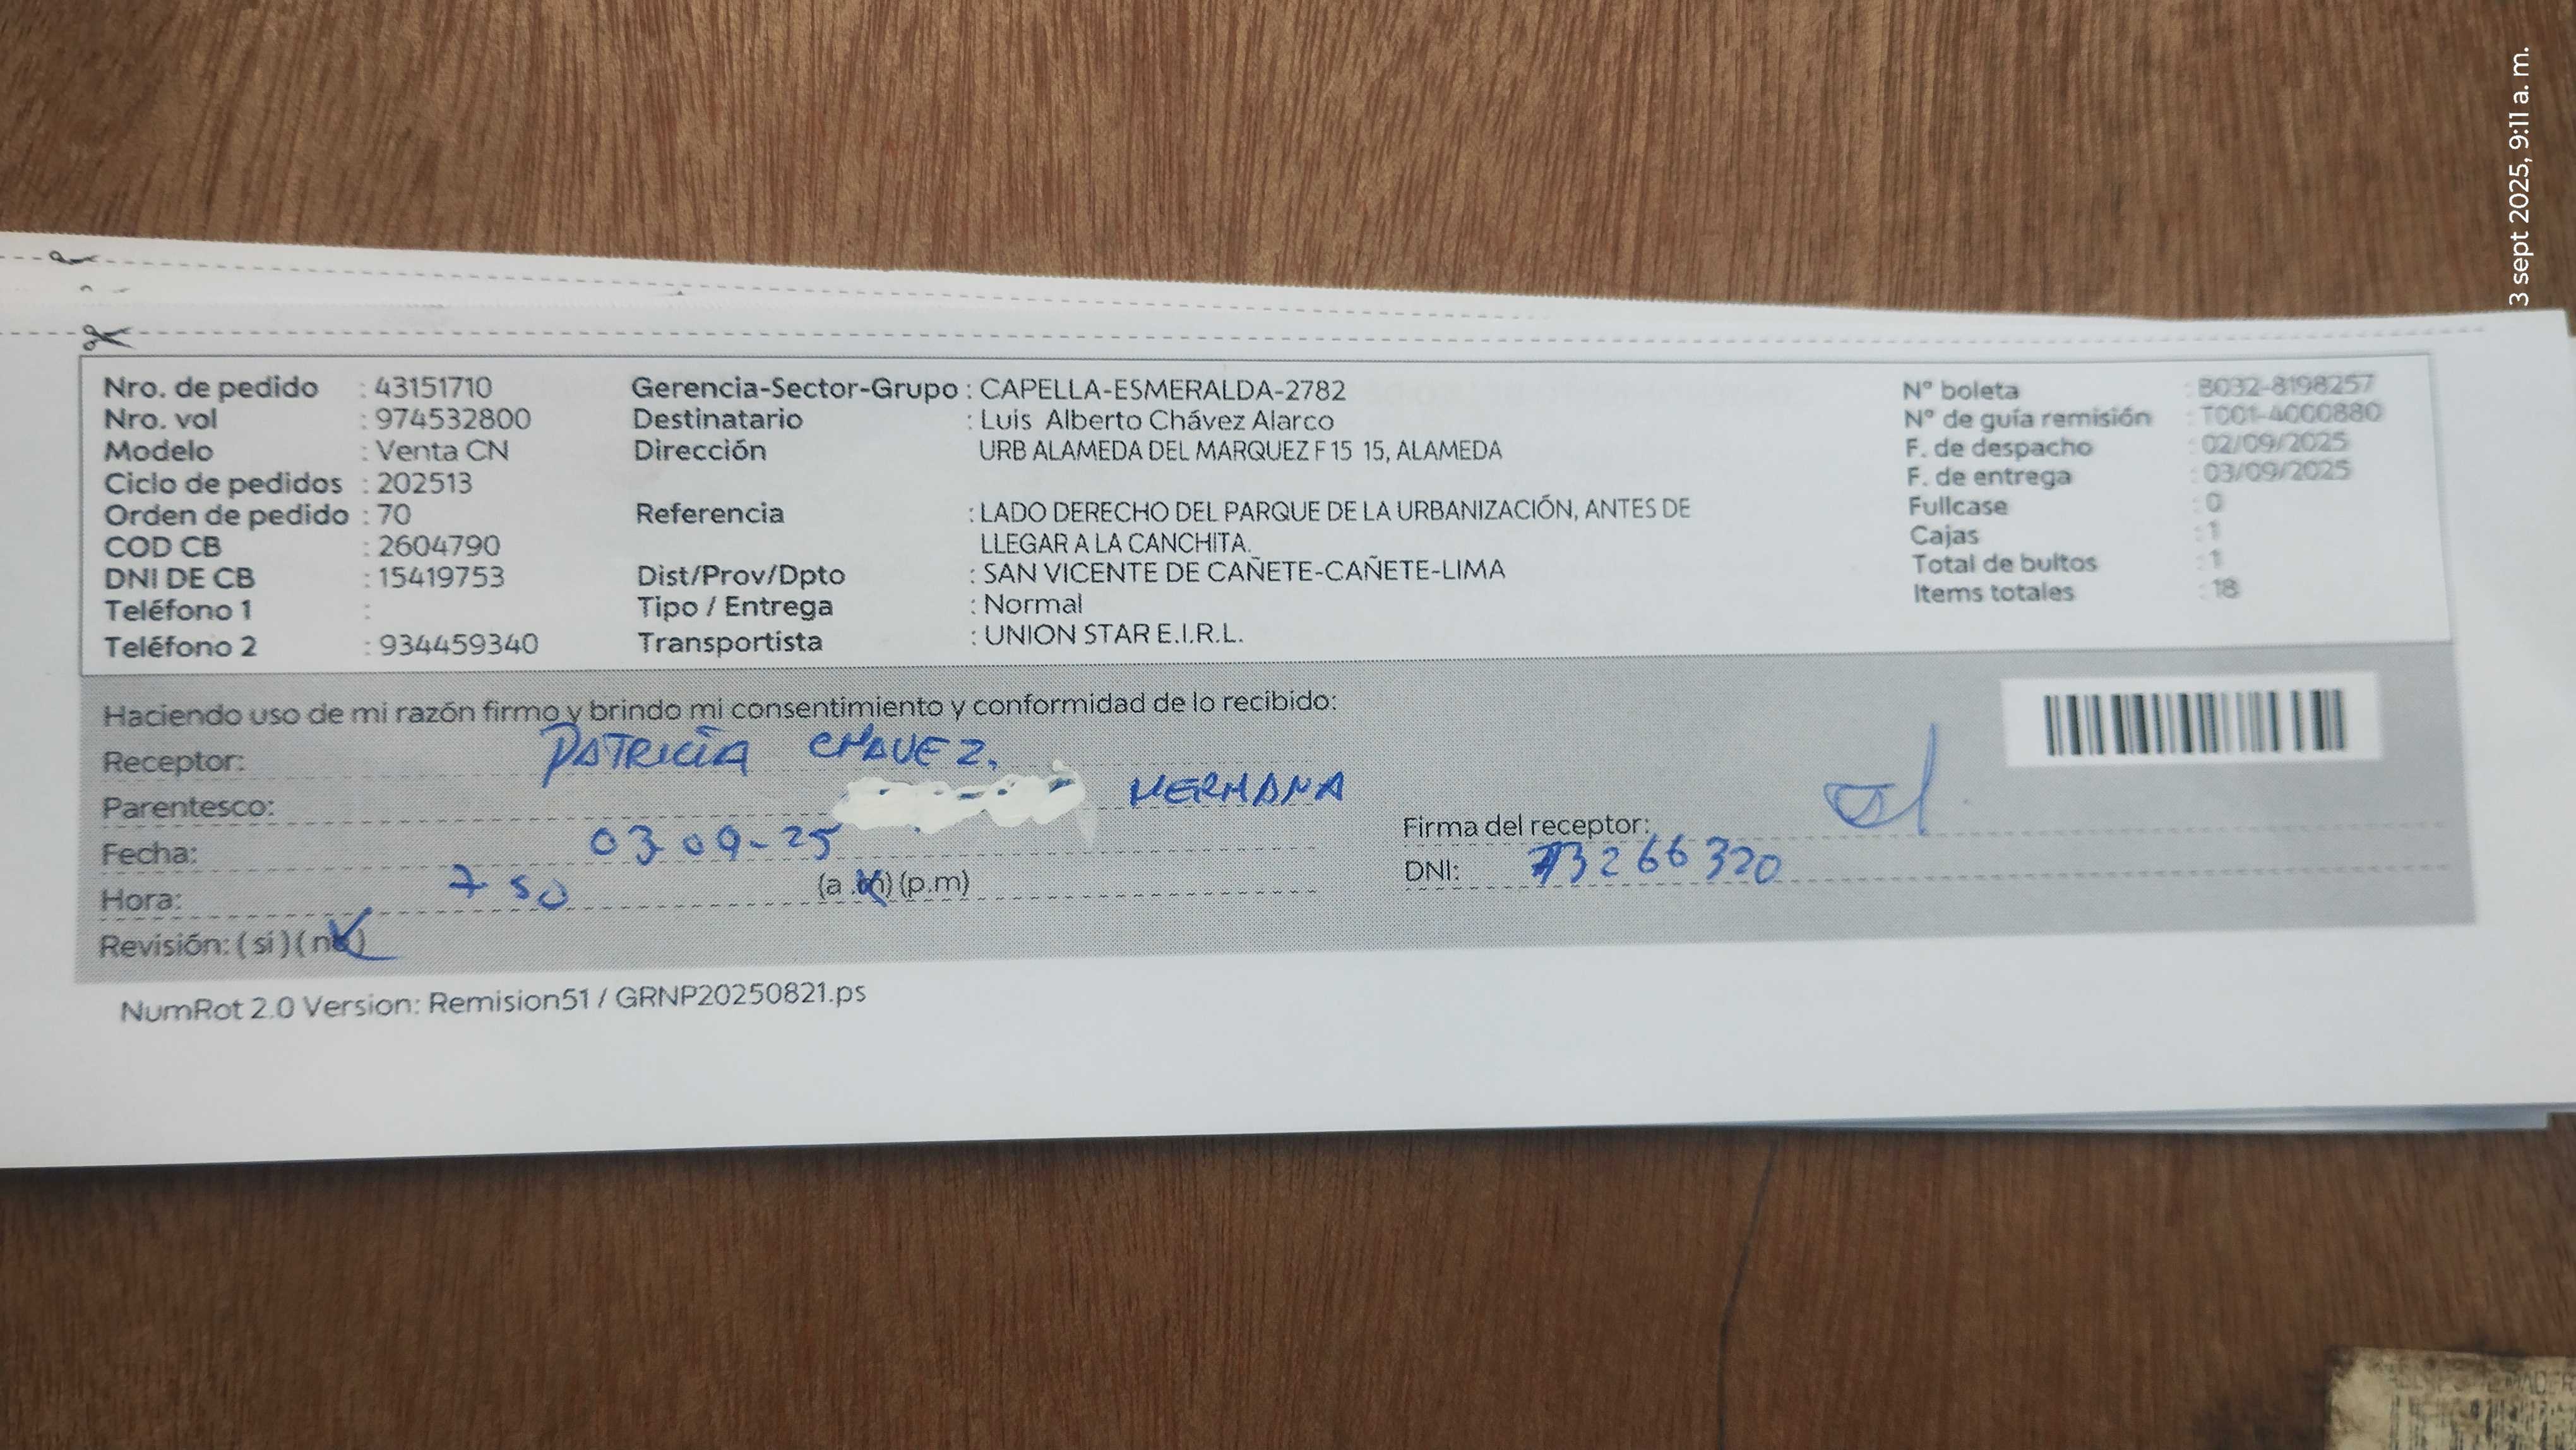 3 sept 2025, 9:11 a. m.
Nro. de pedido : 43151710
Nro. vol : 974532800
Modelo : Venta CN
Ciclo de pedidos : 202513
Orden de pedido : 70
COD CB : 2604790
DNI DE CB : 15419753
Teléfono 1 :
Teléfono 2 : 934459340
Gerencia-Sector-Grupo : CAPELLA-ESMERALDA-2782
Destinatario : Luis Alberto Chávez Alarco
Dirección URB ALAMEDA DEL MARQUEZ F 15 15, ALAMEDA
Referencia : LADO DERECHO DEL PARQUE DE LA URBANIZACIÓN, ANTES DE
LLEGAR A LA CANCHITA.
Dist/Prov/Dpto : SAN VICENTE DE CAÑETE-CAÑETE-LIMA
Tipo / Entrega : Normal
Transportista : UNION STAR E.I.R.L.
N° boleta : B032-8198257
N° de guía remisión : T001-4000880
F. de despacho : 02/09/2025
F. de entrega : 03/09/2025
Fullcase : 0
Cajas : 1
Total de bultos : 1
Items totales : 18
Haciendo uso de mi razón firmo y brindo mi consentimiento y conformidad de lo recibido:
Receptor: PATRICIA CHAVEZ.
Parentesco: HERMANA
Fecha: 03 09-25
Hora: 7 50 (a .m) (p.m)
Revisión: ( si ) ( no )
Firma del receptor:
DNI: 73266320
NumRot 2.0 Version: Remision51 / GRNP20250821.ps